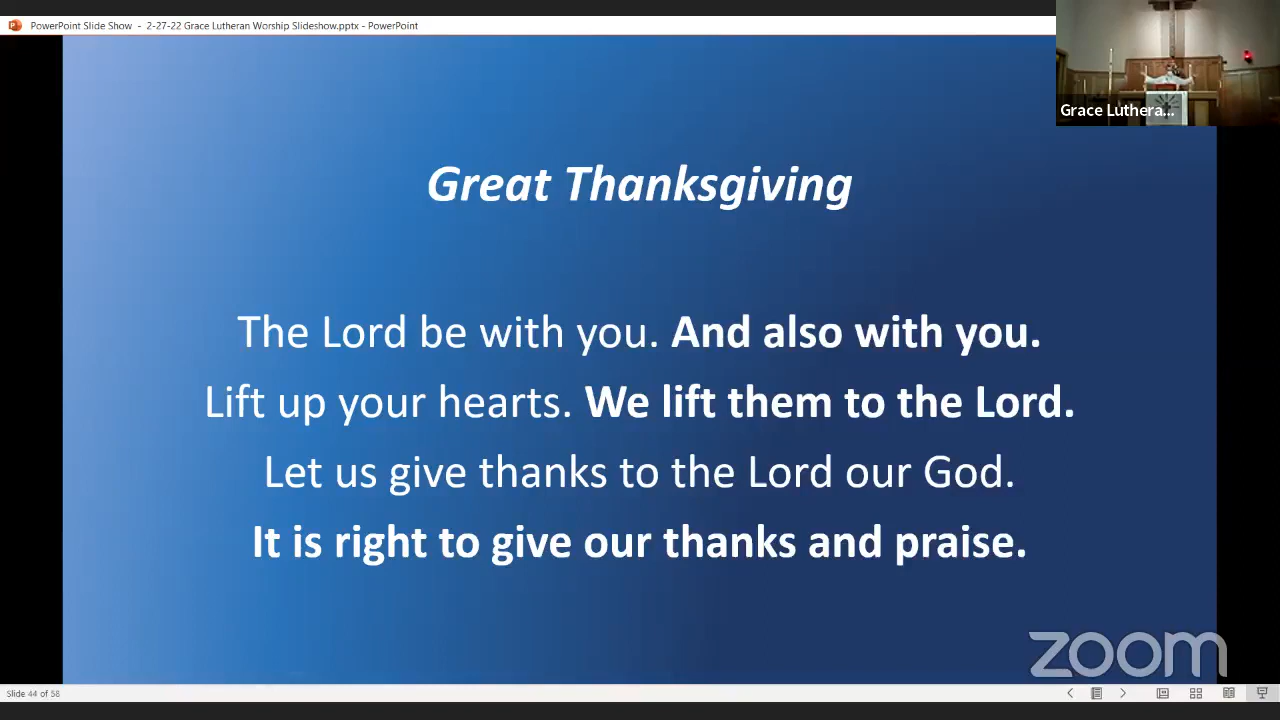 PowerPoint Slide Show - 2-27-22 Grace Lutheran Worship Slideshow.pptx - PowerPoint
Grace Luthera...
Great Thanksgiving
The Lord be with you. And also with you.
Lift up your hearts. We lift them to the Lord.
Let us give thanks to the Lord our God.
It is right to give our thanks and praise.
zoom
Slide 44 of 58